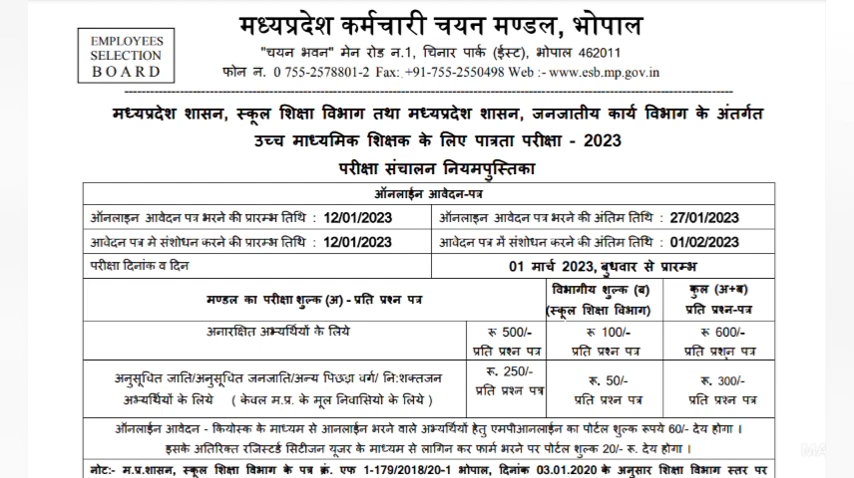 मध्यप्रदेश कर्मचारी चयन मण्डल, भोपाल
EMPLOYEES
SELECTION
BOARD
"चयन भवन" मेन रोड न.1, चिनार पार्क (ईस्ट), भोपाल 462011
फोन न. 0 755-2578801-2 Fax: +91-755-2550498 Web :- www.esb.mp.gov.in
मध्यप्रदेश शासन, स्कूल शिक्षा विभाग तथा मध्यप्रदेश शासन, जनजातीय कार्य विभाग के अंतर्गत
उच्च माध्यमिक शिक्षक के लिए पात्रता परीक्षा - 2023
परीक्षा संचालन नियमपुस्तिका
ऑनलाईन आवेदन-पत्र
ऑनलाइन आवेदन पत्र भरने की प्रारम्भ तिथि : 12/01/2023 ऑनलाइन आवेदन पत्र भरने की अंतिम तिथि : 27/01/2023
आवेदन पत्र मे संशोधन करने की प्रारम्भ तिथि : 12/01/2023 आवेदन पत्र में संशोधन करने की अंतिम तिथि : 01/02/2023
परीक्षा दिनांक व दिन 01 मार्च 2023, बुधवार से प्रारम्भ
मण्डल का परीक्षा शुल्क (अ) - प्रति प्रश्न पत्र
विभागीय शुल्क (ब)
(स्कूल शिक्षा विभाग)
कुल (अ+ब)
प्रति प्रश्न-पत्र
अनारक्षित अभ्यर्थियों के लिये रू 500/- रू 100/- रू 600/-
प्रति प्रश्न पत्र प्रति प्रश्न पत्र प्रति प्रश्न पत्र
अनुसूचित जाति/अनुसूचित जनजाति/अन्य पिछड़ा वर्ग/ नि:शक्तजन
अभ्यर्थियों के लिये ( केवल म.प्र. के मूल निवासियो के लिये )
रू. 250/-
प्रति प्रश्न पत्र
रू. 50/-
प्रति प्रश्न पत्र
रू. 300/-
प्रति प्रश्न पत्र
ऑनलाईन आवेदन - कियोस्क के माध्यम से आनलाईन भरने वाले अभ्यर्थियों हेतु एमपीआनलाईन का पोर्टल शुल्क रूपये 60/- देय होगा ।
इसके अतिरिक्त रजिस्टर्ड सिटीजन यूजर के माध्यम से लागिन कर फार्म भरने पर पोर्टल शुल्क 20/- रू. देय होगा ।
नोट:- म.प्र.शासन, स्कूल शिक्षा विभाग के पत्र क्रं. एफ 1-179/2018/20-1 भोपाल, दिनांक 03.01.2020 के अनुसार शिक्षा विभाग स्तर पर